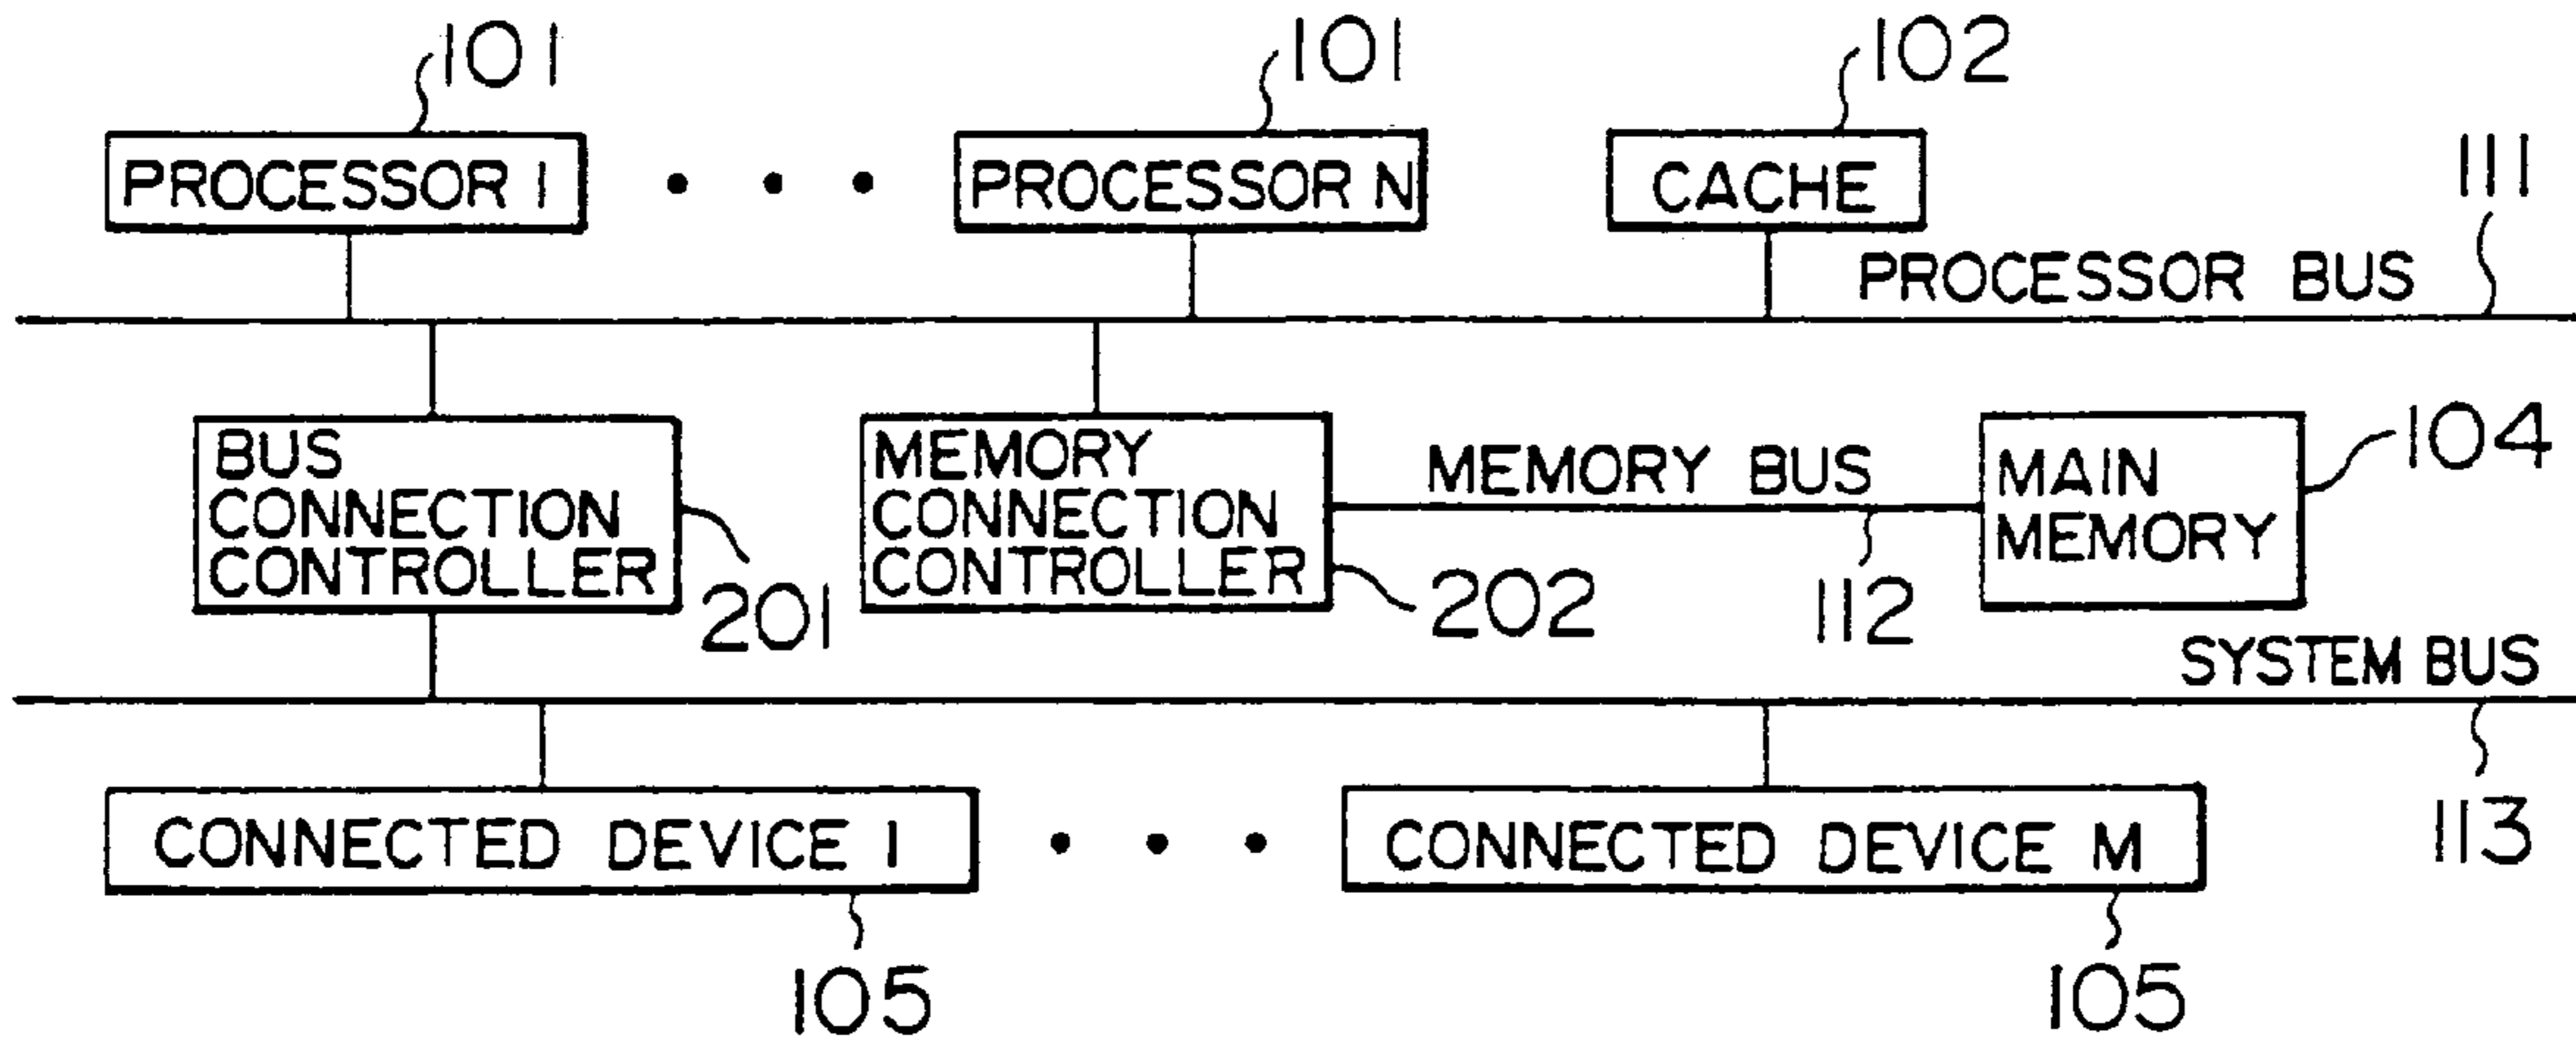 101
101
102
PROCESSOR 1
PROCESSOR N
CACHE
111
PROCESSOR BUS
BUS
CONNECTION
CONTROLLER
201
MEMORY
CONNECTION
CONTROLLER
202
MEMORY BUS
112
MAIN
MEMORY
104
SYSTEM BUS
113
CONNECTED DEVICE 1
CONNECTED DEVICE M
105
105